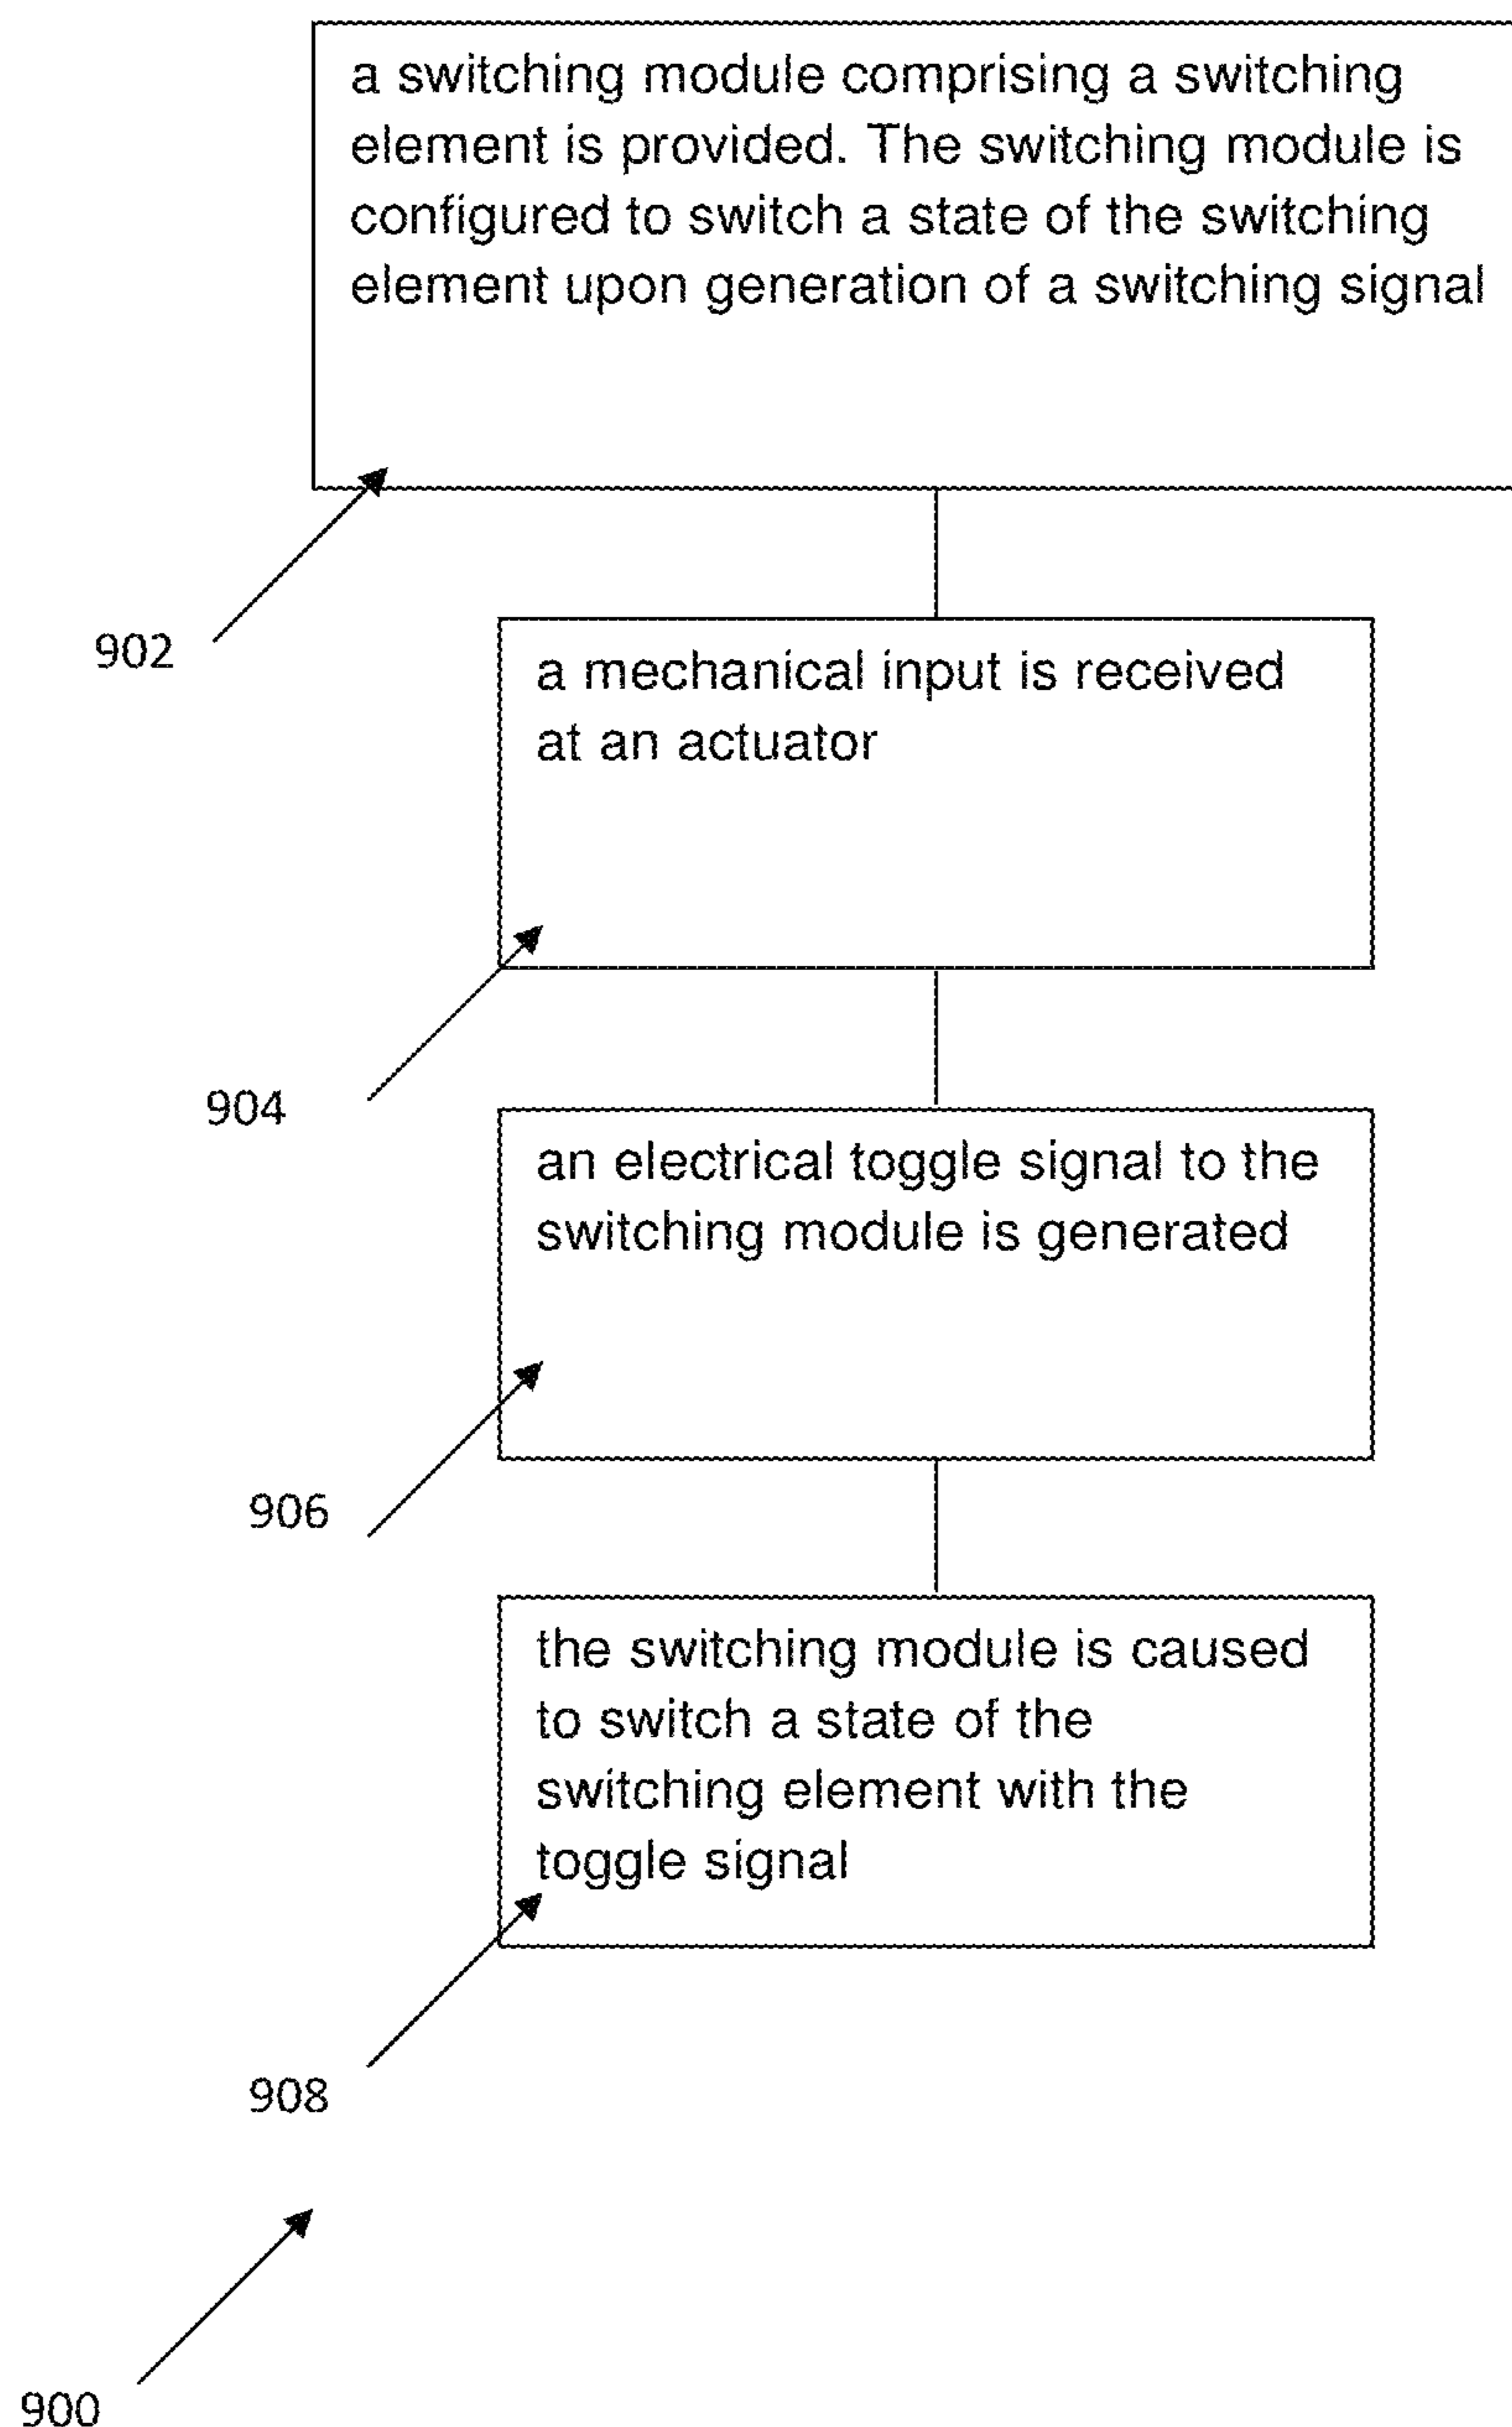 a switching module comprising a switching
element is provided. The switching module is
configured to switch a state of the switching
element upon generation of a switching signal
902
a mechanical input is received
at an actuator
904
an electrical toggle signal to the
switching module is generated
906
the switching module is caused
to switch a state of the
switching element with the
toggle signal
908
900